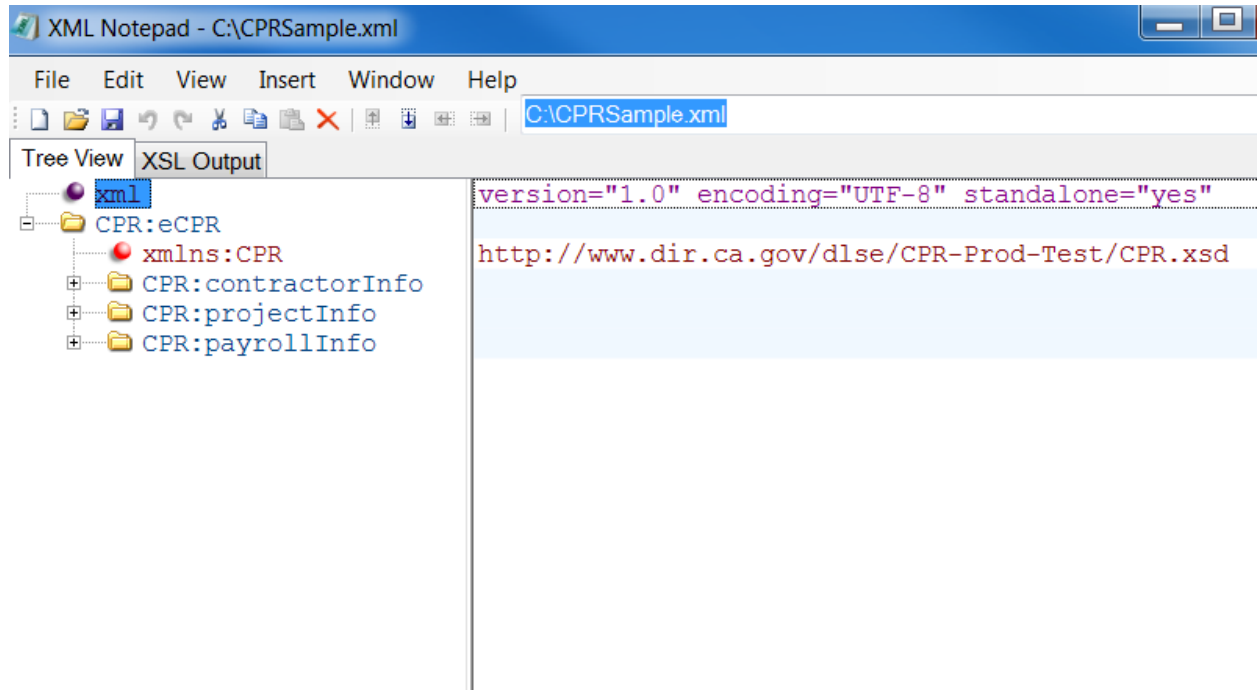 XML Notepad - C:\CPRSample.xml
File Edit View Insert Window Help
C:\CPRSample.xml
Tree View XSL Output
xml version="1.0" encoding="UTF-8" standalone="yes"
CPR:eCPR
xmlns:CPR http://www.dir.ca.gov/dlse/CPR-Prod-Test/CPR.xsd
CPR:contractorInfo
CPR:projectInfo
CPR:payrollInfo